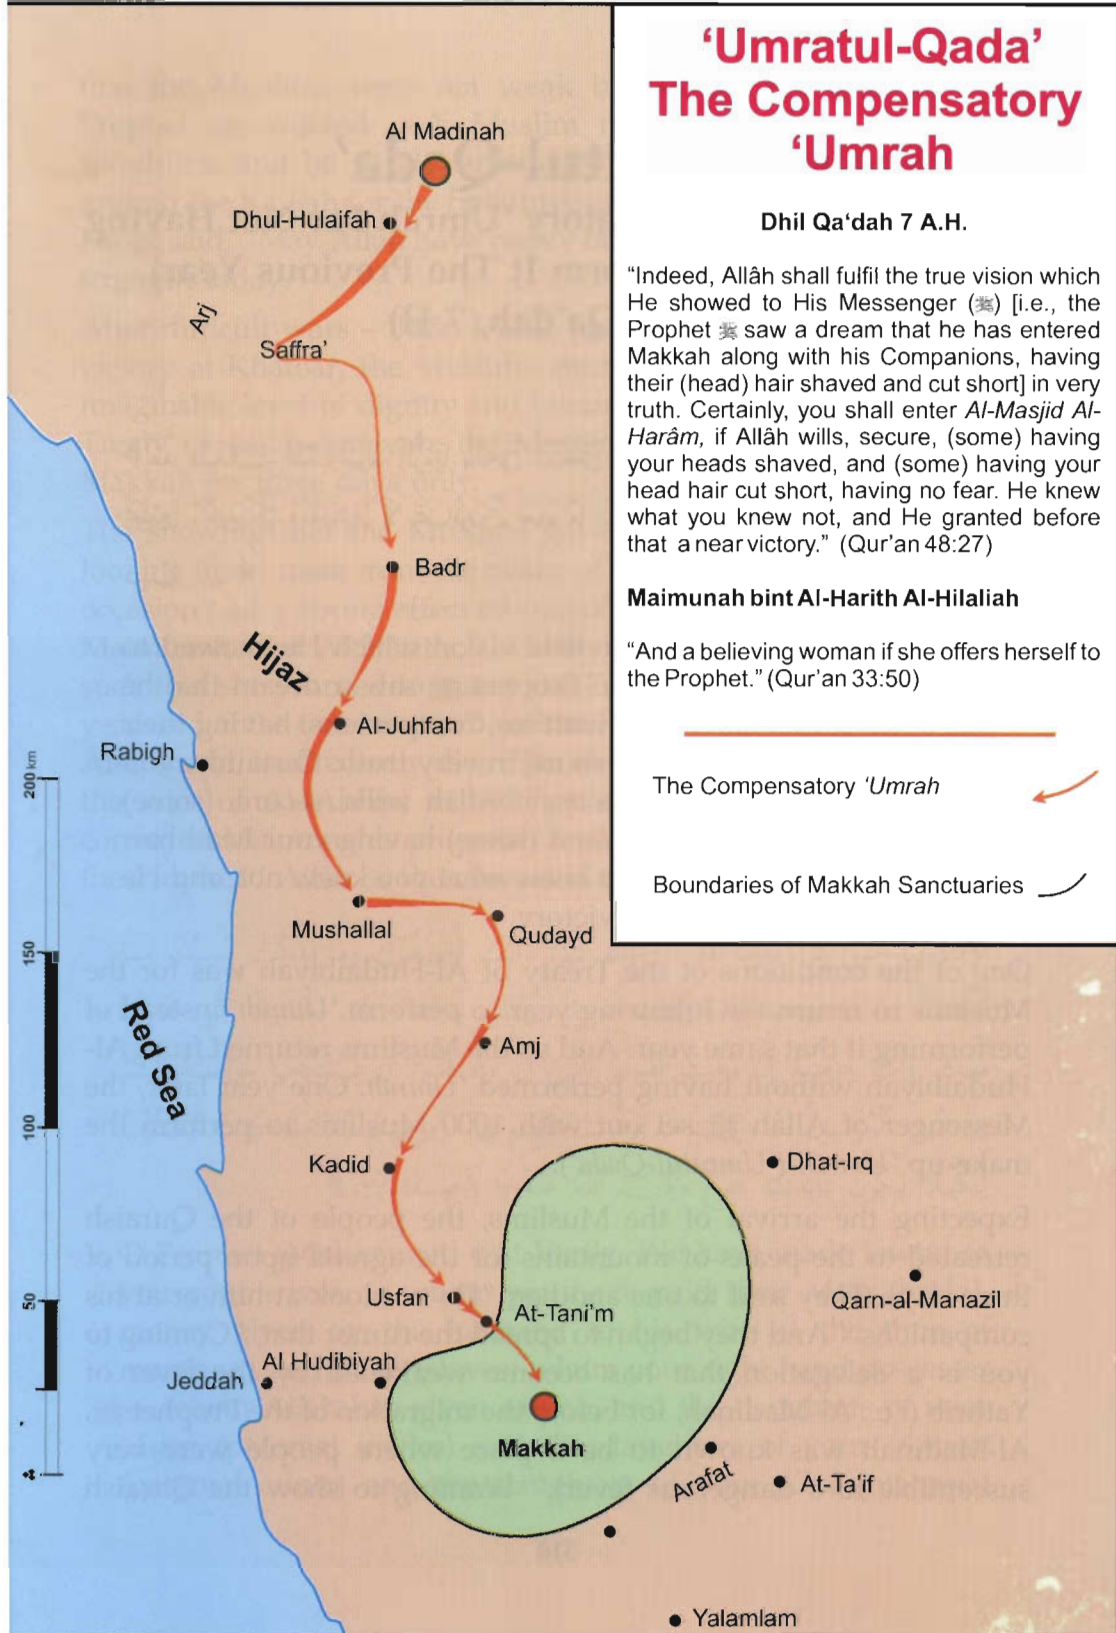 ‘Umratul-Qada’
The Compensatory
‘Umrah
Dhil Qa‘dah 7 A.H.
“Indeed, Allâh shall fulfil the true vision which
He showed to His Messenger (ﷺ) [i.e., the
Prophet ﷺ saw a dream that he has entered
Makkah along with his Companions, having
their (head) hair shaved and cut short] in very
truth. Certainly, you shall enter Al-Masjid Al-
Harâm, if Allâh wills, secure, (some) having
your heads shaved, and (some) having your
head hair cut short, having no fear. He knew
what you knew not, and He granted before
that a near victory.” (Qur’an 48:27)
Maimunah bint Al-Harith Al-Hilaliah
“And a believing woman if she offers herself to
the Prophet.” (Qur’an 33:50)
The Compensatory ‘Umrah
Boundaries of Makkah Sanctuaries
Al Madinah
Dhul-Hulaifah
Arj
Saffra’
Badr
Hijaz
Al-Juhfah
Rabigh
200 km
Mushallal
Qudayd
150
Red Sea
Amj
100
Kadid
Dhat-Irq
Qarn-al-Manazil
50
Usfan
At-Tani’m
Al Hudibiyah
Jeddah
Makkah
Arafat
At-Ta’if
Yalamlam